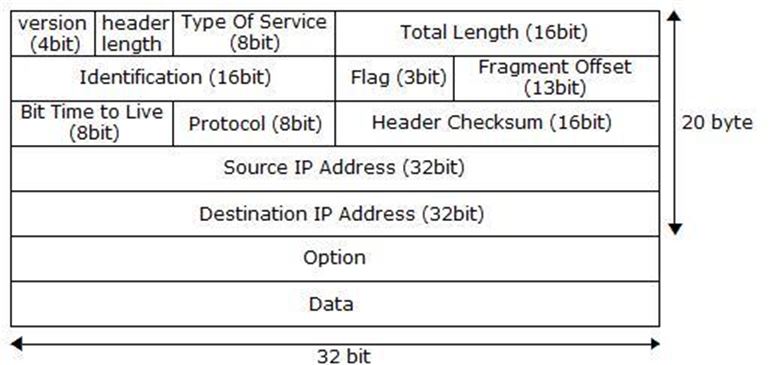 version
(4bit)
header
length
Type Of Service
(8bit)
Total Length (16bit)
Identification (16bit)
Flag (3bit)
Fragment Offset
(13bit)
Bit Time to Live
(8bit)
Protocol (8bit)
Header Checksum (16bit)
20 byte
Source IP Address (32bit)
Destination IP Address (32bit)
Option
Data
32 bit